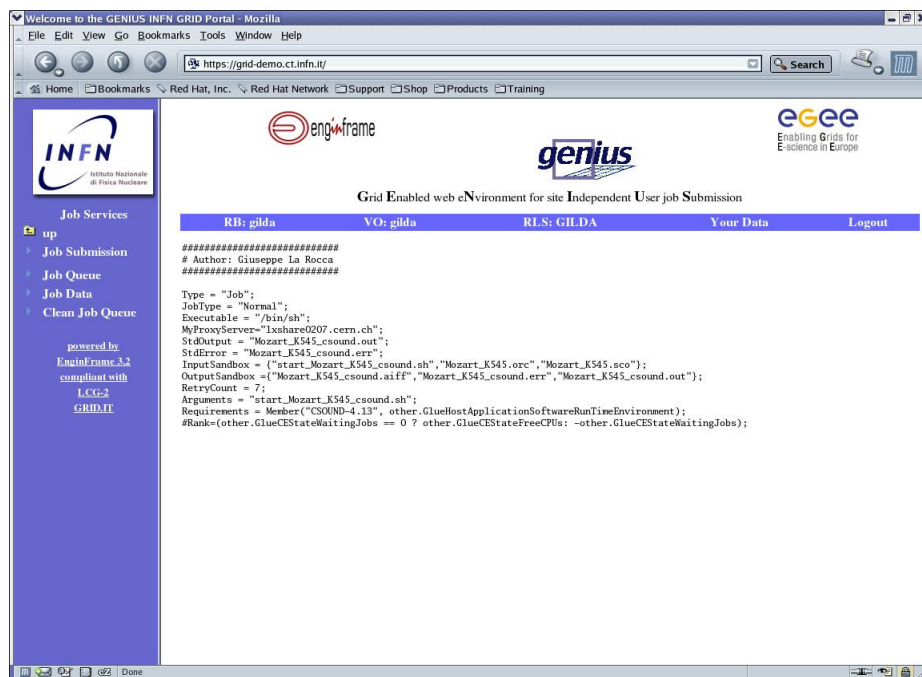 Welcome to the GENIUS INFN GRID Portal - Mozilla
File Edit View Go Bookmarks Tools Window Help
https://grid-demo.ct.infn.it/ Search
Home Bookmarks Red Hat, Inc. Red Hat Network Support Shop Products Training
INFN
Istituto Nazionale
di Fisica Nucleare
enginframe
genius
egee
Enabling Grids for
E-science in Europe
Grid Enabled web eNvironment for site Independent User job Submission
RB: gilda VO: gilda RLS: GILDA Your Data Logout
Job Services
up
Job Submission
Job Queue
Job Data
Clean Job Queue
powered by
EnginFrame 3.2
compliant with
LCG-2
GRID.IT
############################
# Author: Giuseppe La Rocca
############################
Type = "Job";
JobType = "Normal";
Executable = "/bin/sh";
MyProxyServer="lxshare0207.cern.ch";
StdOutput = "Mozart_K545_csound.out";
StdError = "Mozart_K545_csound.err";
InputSandbox = {"start_Mozart_K545_csound.sh","Mozart_K545.orc","Mozart_K545.sco"};
OutputSandbox ={"Mozart_K545_csound.aiff","Mozart_K545_csound.err","Mozart_K545_csound.out"};
RetryCount = 7;
Arguments = "start_Mozart_K545_csound.sh";
Requirements = Member("CSOUND-4.13", other.GlueHostApplicationSoftwareRunTimeEnvironment);
#Rank=(other.GlueCEStateWaitingJobs == 0 ? other.GlueCEStateFreeCPUs: -other.GlueCEStateWaitingJobs);
Done